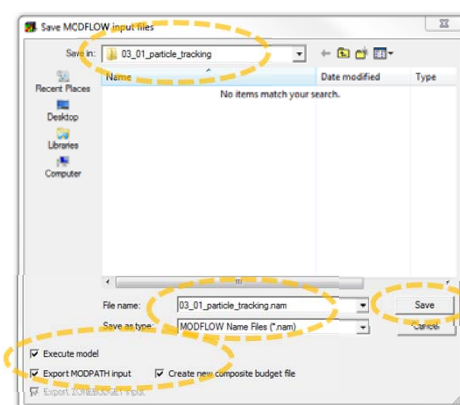 Save MODFLOW input files
Save in: 03_01_particle_tracking
Name Date modified Type
No items match your search.
Recent Places
Desktop
Libraries
Computer
File name: 03_01_particle_tracking.nam Save
Save as type: MODFLOW Name Files (*.nam) Cancel
Execute model
Export MODPATH input Create new composite budget file
Export ZONEBUDGET input